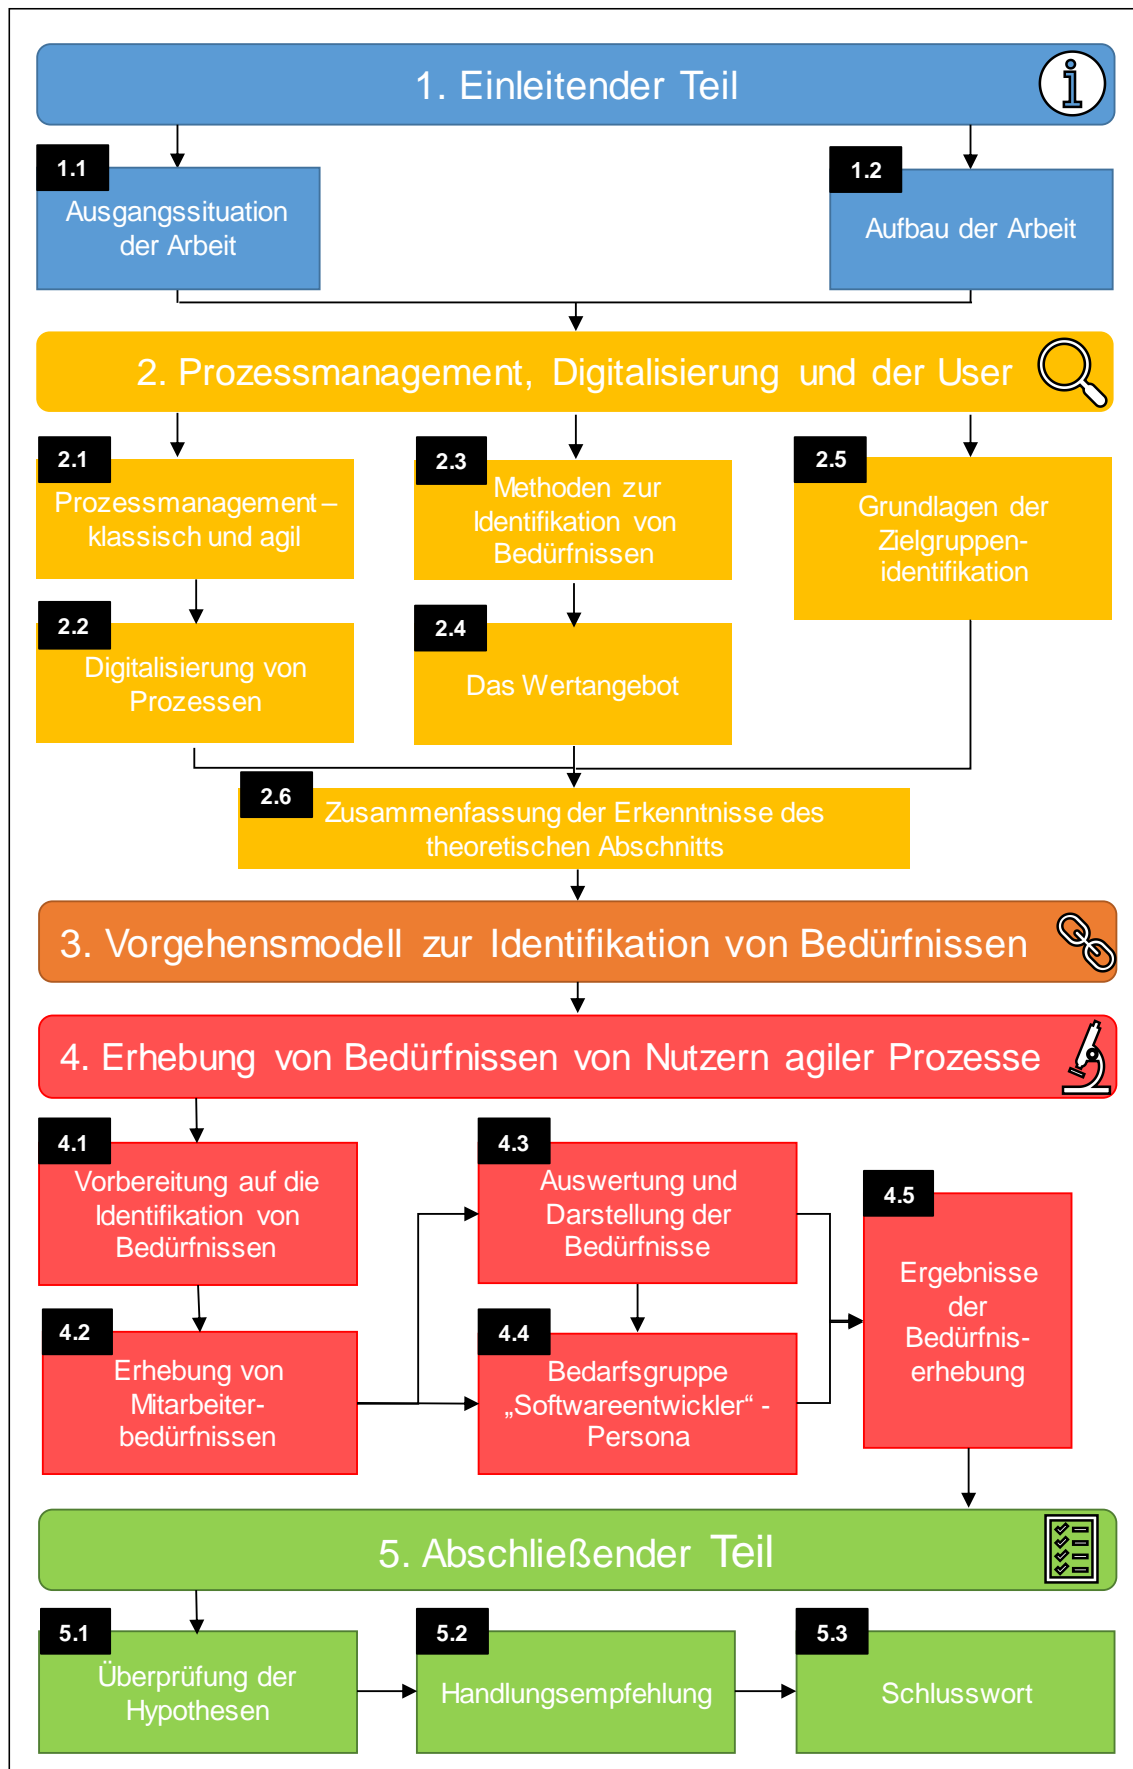 1. Einleitender Teil
1.1
Ausgangssituation
der Arbeit
1.2
Aufbau der Arbeit
2. Prozessmanagement, Digitalisierung und der User
2.1
Prozessmanagement –
klassisch und agil
2.2
Digitalisierung von
Prozessen
2.3
Methoden zur
Identifikation von
Bedürfnissen
2.4
Das Wertangebot
2.5
Grundlagen der
Zielgruppen-
identifikation
2.6
Zusammenfassung der Erkenntnisse des
theoretischen Abschnitts
3. Vorgehensmodell zur Identifikation von Bedürfnissen
4. Erhebung von Bedürfnissen von Nutzern agiler Prozesse
4.1
Vorbereitung auf die
Identifikation von
Bedürfnissen
4.2
Erhebung von
Mitarbeiter-
bedürfnissen
4.3
Auswertung und
Darstellung der
Bedürfnisse
4.4
Bedarfsgruppe
„Softwareentwickler“ -
Persona
4.5
Ergebnisse
der
Bedürfnis-
erhebung
5. Abschließender Teil
5.1
Überprüfung der
Hypothesen
5.2
Handlungsempfehlung
5.3
Schlusswort